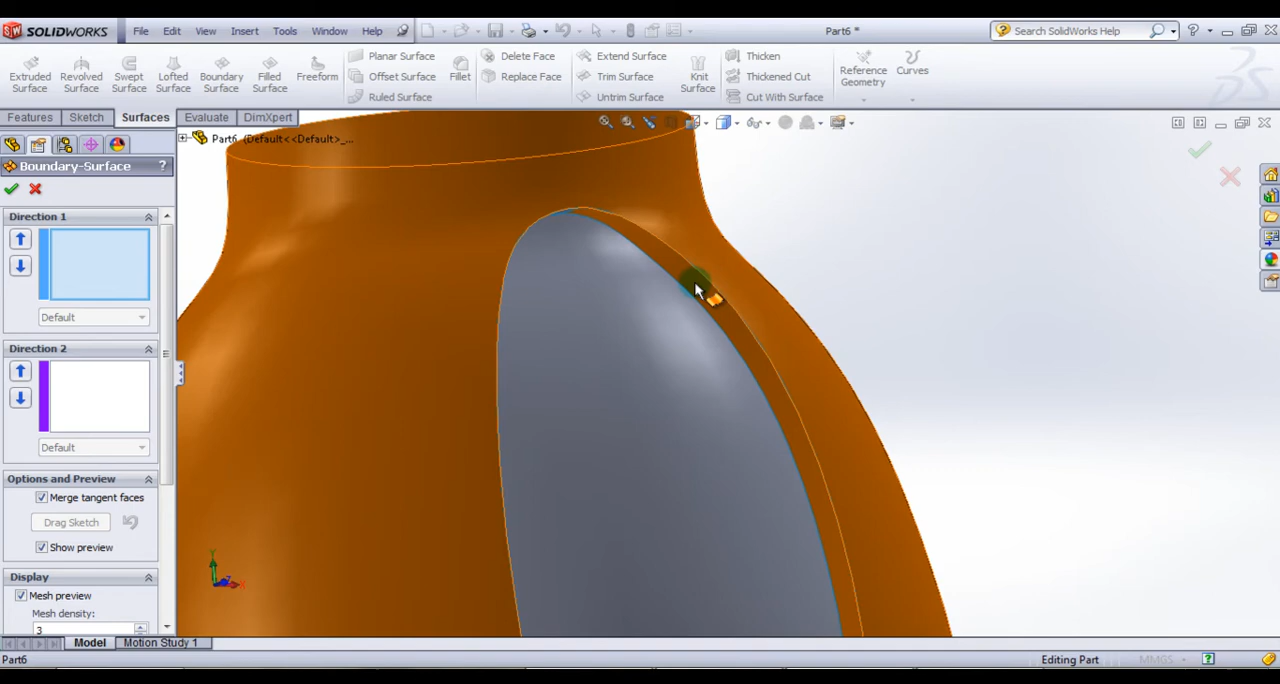 SOLIDWORKS File Edit View Insert Tools Window Help Part6 * Search SolidWorks Help
Extruded Surface
Revolved Surface
Swept Surface
Lofted Surface
Boundary Surface
Filled Surface
Freeform
Planar Surface
Offset Surface
Ruled Surface
Fillet
Delete Face
Replace Face
Extend Surface
Trim Surface
Untrim Surface
Knit Surface
Thicken
Thickened Cut
Cut With Surface
Reference Geometry
Curves
Features Sketch Surfaces Evaluate DimXpert
Part6 (Default<<Default>_...
Boundary-Surface ?
Direction 1
Default
Direction 2
Default
Options and Preview
Merge tangent faces
Drag Sketch
Show preview
Display
Mesh preview
Mesh density:
3
Model Motion Study 1
Part6 Editing Part MMGS